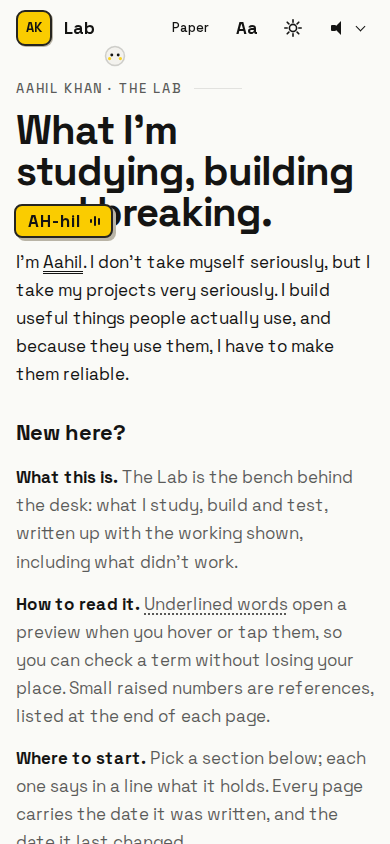 AK Lab Paper Aa
AAHIL KHAN · THE LAB
What I'm
studying, building
breaking.
AH-hil
I'm Aahil. I don't take myself seriously, but I
take my projects very seriously. I build
useful things people actually use, and
because they use them, I have to make
them reliable.
New here?
What this is. The Lab is the bench behind
the desk: what I study, build and test,
written up with the working shown,
including what didn't work.
How to read it. Underlined words open a
preview when you hover or tap them, so
you can check a term without losing your
place. Small raised numbers are references,
listed at the end of each page.
Where to start. Pick a section below; each
one says in a line what it holds. Every page
carries the date it was written, and the
date it last changed.